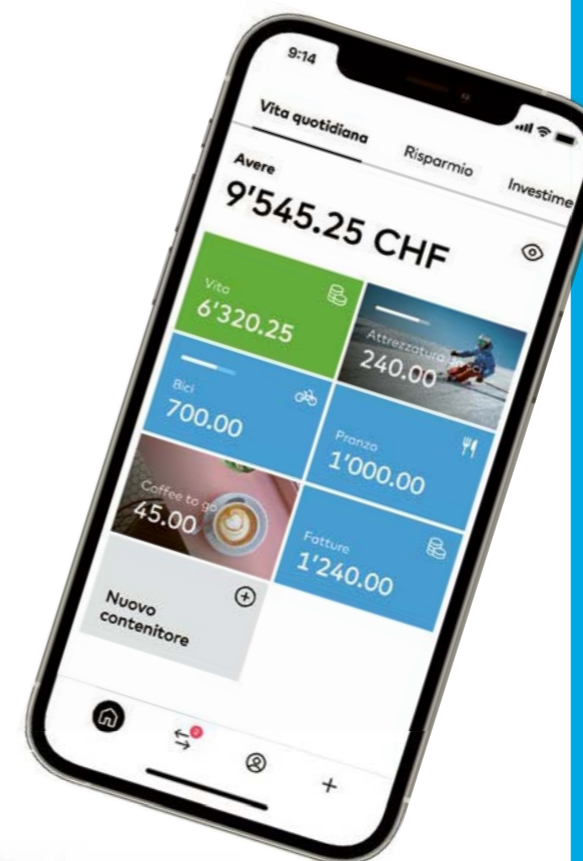 9:14
Vita quotidiana
Risparmio
Investime
Avere
9'545.25 CHF
Vita
6'320.25
Attrezzatura
240.00
Bici
700.00
Pranzo
1'000.00
Coffee to go
45.00
Fatture
1'240.00
Nuovo
contenitore
2